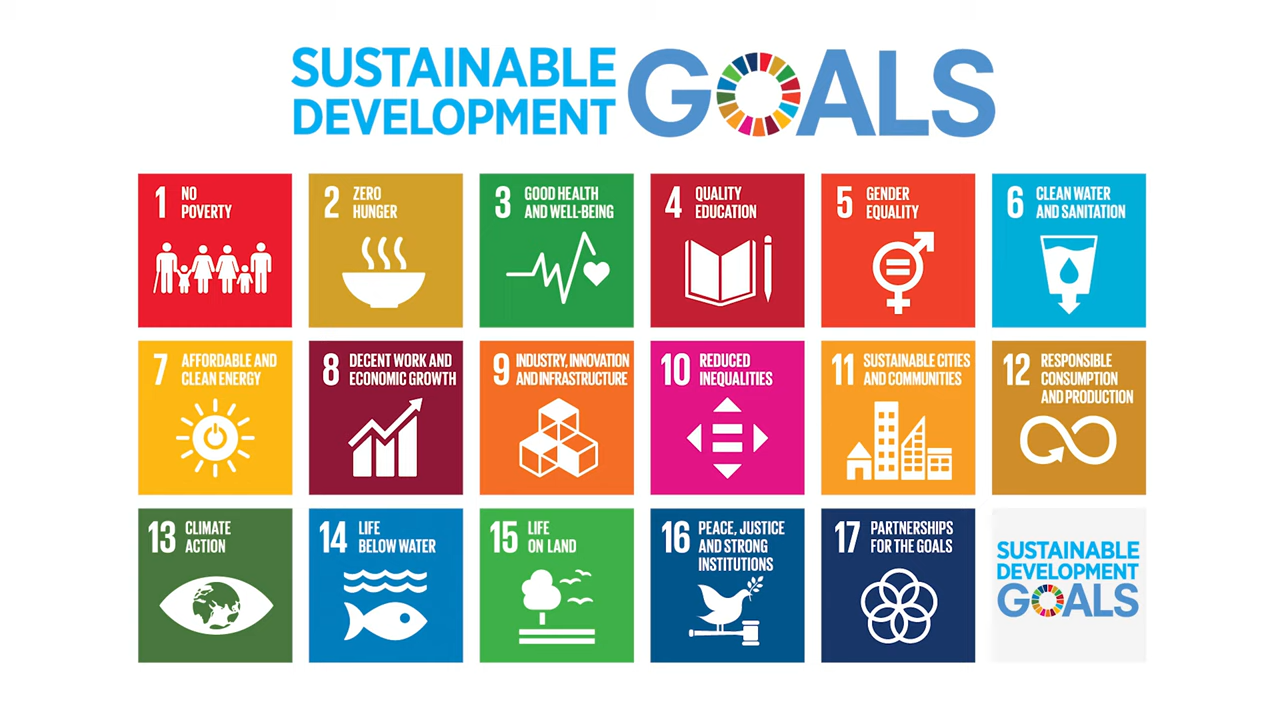 SUSTAINABLE
DEVELOPMENT
GOALS
1 NO
POVERTY
2 ZERO
HUNGER
3 GOOD HEALTH
AND WELL-BEING
4 QUALITY
EDUCATION
5 GENDER
EQUALITY
6 CLEAN WATER
AND SANITATION
7 AFFORDABLE AND
CLEAN ENERGY
8 DECENT WORK AND
ECONOMIC GROWTH
9 INDUSTRY, INNOVATION
AND INFRASTRUCTURE
10 REDUCED
INEQUALITIES
11 SUSTAINABLE CITIES
AND COMMUNITIES
12 RESPONSIBLE
CONSUMPTION
AND PRODUCTION
13 CLIMATE
ACTION
14 LIFE
BELOW WATER
15 LIFE
ON LAND
16 PEACE, JUSTICE
AND STRONG
INSTITUTIONS
17 PARTNERSHIPS
FOR THE GOALS
SUSTAINABLE
DEVELOPMENT
GOALS